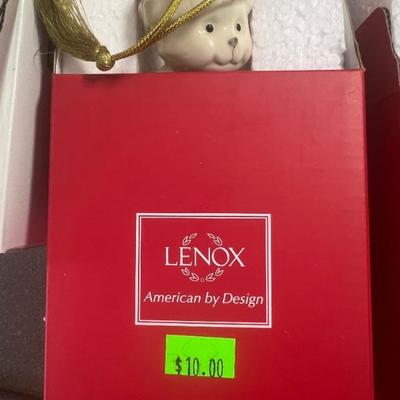 LENOX
American by Design
$10.00